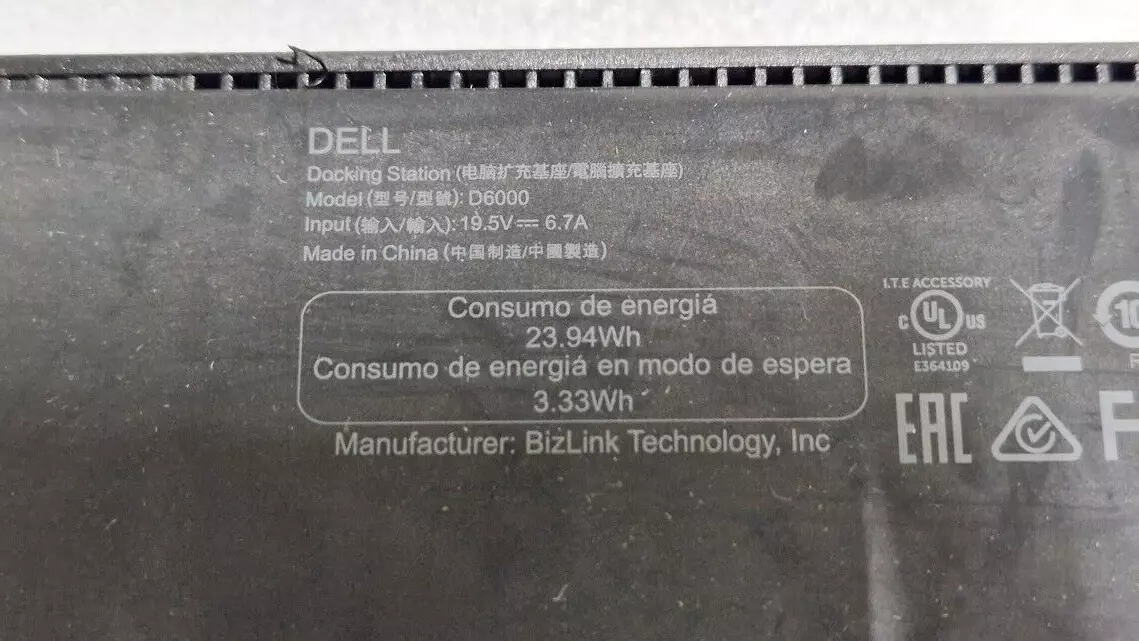 DELL
Docking Station (电脑扩充基座/電腦擴充基座)
Model (型号/型號): D6000
Input (输入/輸入): 19.5V⎓ 6.7A
Made in China (中国制造/中國製造)
Consumo de energiá
23.94Wh
Consumo de energiá en modo de espera
3.33Wh
Manufacturer: BizLink Technology, Inc
I.T.E ACCESSORY
C UL US
LISTED
E364109
10
EAC
F